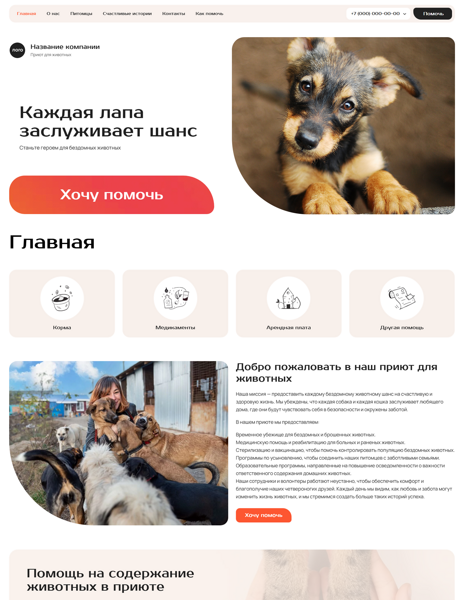 Главная О нас Питомцы Счастливые истории Контакты Как помочь +7 (000) 000-00-00 Помочь
ЛОГО
Название компании
Приют для животных
Каждая лапа
заслуживает шанс
Станьте героем для бездомных животных
Хочу помочь
Главная
Корма Медикаменты Арендная плата Другая помощь
Добро пожаловать в наш приют для
животных
Наша миссия — предоставить каждому бездомному животному шанс на счастливую и
здоровую жизнь. Мы убеждены, что каждая собака и каждая кошка заслуживает любящего
дома, где они будут чувствовать себя в безопасности и окружены заботой.
В нашем приюте мы предоставляем:
Временное убежище для бездомных и брошенных животных.
Медицинскую помощь и реабилитацию для больных и раненых животных.
Стерилизацию и вакцинацию, чтобы помочь контролировать популяцию бездомных животных.
Программы по усыновлению, чтобы соединить наших питомцев с заботливыми семьями.
Образовательные программы, направленные на повышение осведомленности о важности
ответственного содержания домашних животных.
Наши сотрудники и волонтеры работают неустанно, чтобы обеспечить комфорт и
благополучие наших четвероногих друзей. Каждый день мы видим, как любовь и забота могут
изменить жизнь животных, и мы стремимся создать больше таких историй успеха.
Хочу помочь
Помощь на содержание
животных в приюте